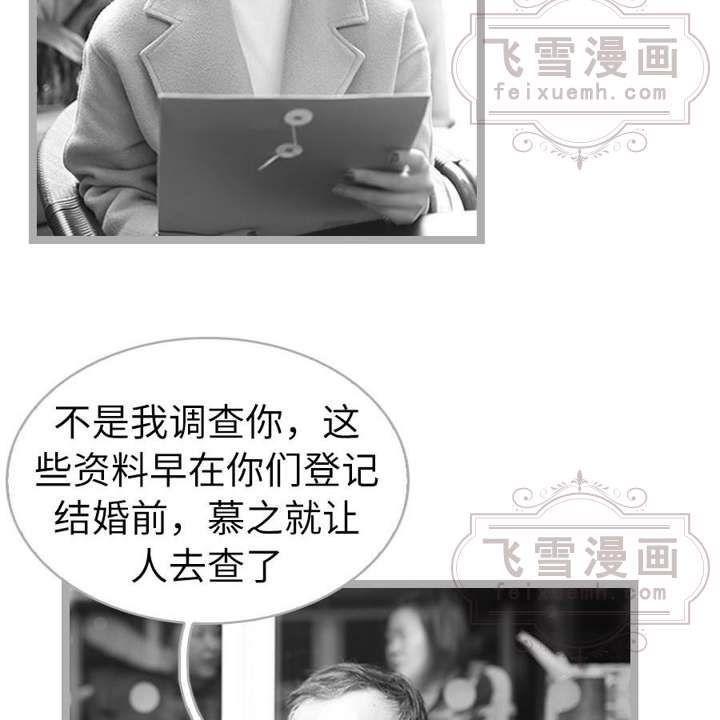 飞雪漫画
feixuemh.com
不是我调查你，这
些资料早在你们登记
结婚前，慕之就让
人去查了
飞雪漫画
feixuemh.com